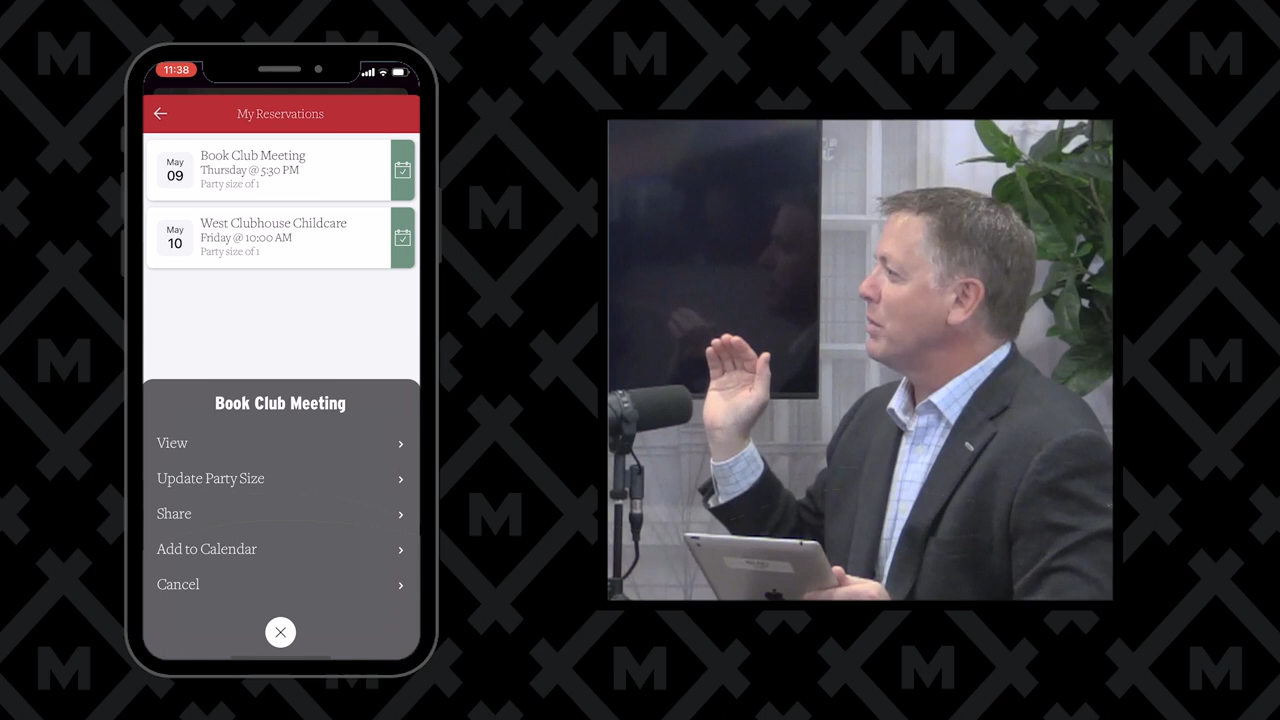 11:38
My Reservations
May
09
Book Club Meeting
Thursday @ 5:30 PM
Party size of 1
May
10
West Clubhouse Childcare
Friday @ 10:00 AM
Party size of 1
Book Club Meeting
View
Update Party Size
Share
Add to Calendar
Cancel
M
M
M
M
M
M
M
M
M
M
M